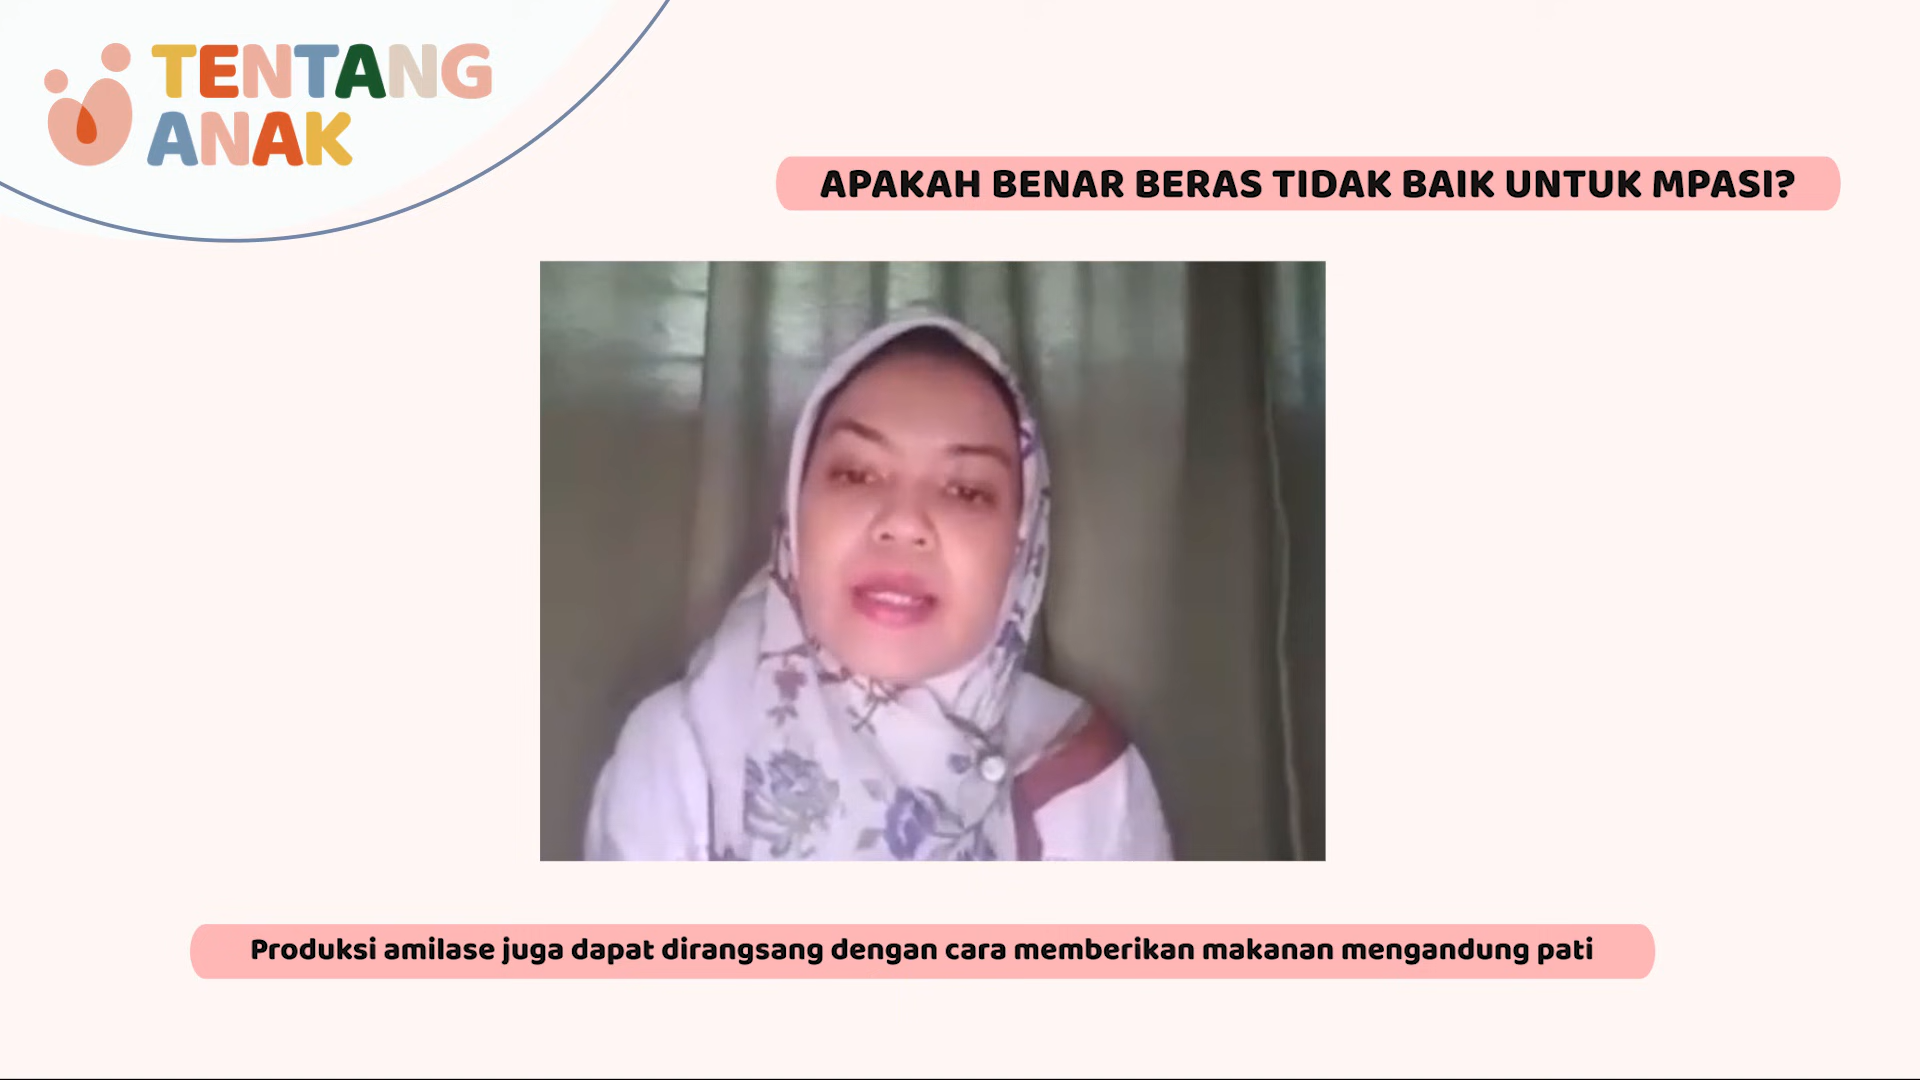 TENTANG
ANAK
APAKAH BENAR BERAS TIDAK BAIK UNTUK MPASI?
Produksi amilase juga dapat dirangsang dengan cara memberikan makanan mengandung pati